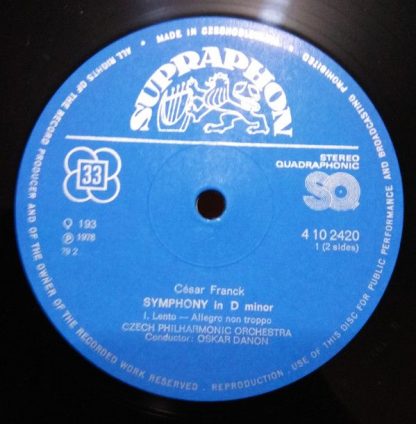 ALL RIGHTS OF THE RECORD PRODUCER AND OF THE OWNER OF THE RECORDED WORK RESERVED . REPRODUCTION . USE OF THIS DISC FOR PUBLIC PERFORMANCE AND BROADCASTING PROHIBITED
• MADE IN CZECHOSLOVAKIA •
SUPRAPHON
STEREO
QUADRAPHONIC
33
SQ
193
Ⓟ 1978
79 2
4 10 2420
1 (2 sides)
César Franck
SYMPHONY in D minor
I. Lento — Allegro non troppo
CZECH PHILHARMONIC ORCHESTRA
Conductor: OSKAR DANON